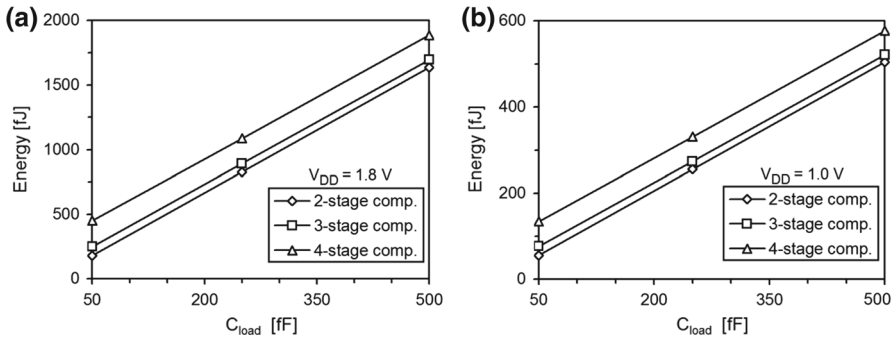 (a)
2000
1500
1000
500
0
Energy [fJ]
V_DD = 1.8 V
2-stage comp.
3-stage comp.
4-stage comp.
50 200 350 500
C_load [fF]
(b)
600
400
200
0
Energy [fJ]
V_DD = 1.0 V
2-stage comp.
3-stage comp.
4-stage comp.
50 200 350 500
C_load [fF]